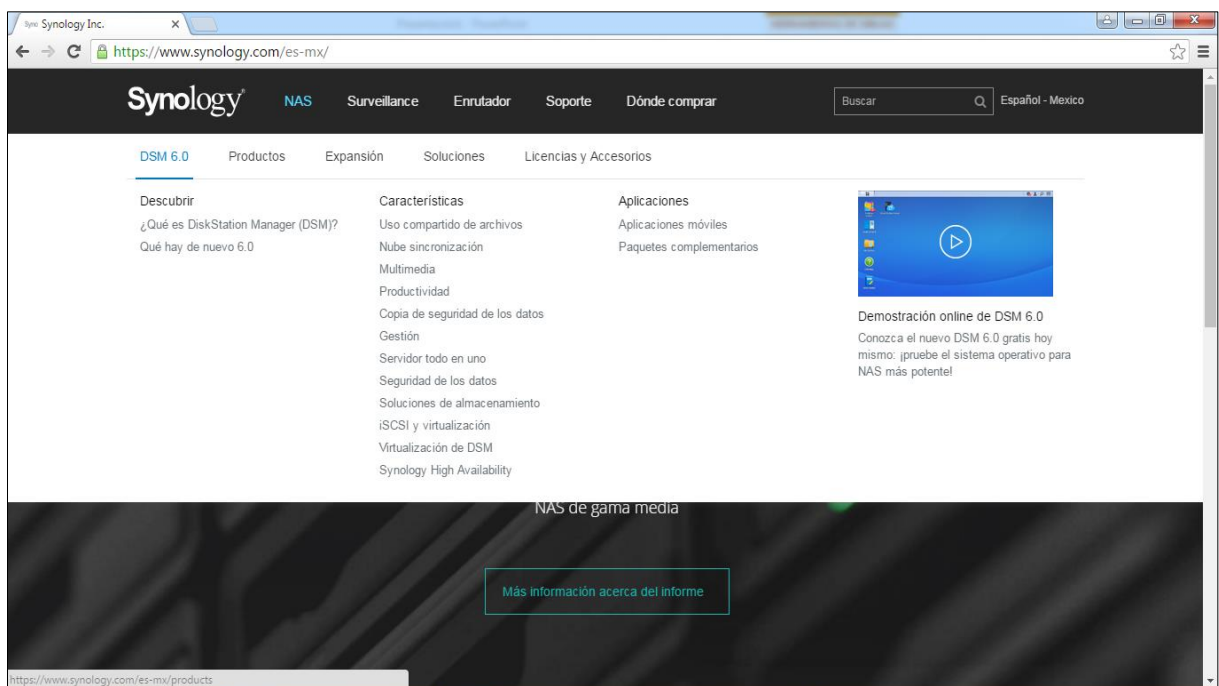 Synology Inc.
https://www.synology.com/es-mx/
Synology
NAS
Surveillance
Enrutador
Soporte
Dónde comprar
Buscar
Español - Mexico
DSM 6.0
Productos
Expansión
Soluciones
Licencias y Accesorios
Descubrir
¿Qué es DiskStation Manager (DSM)?
Qué hay de nuevo 6.0
Características
Uso compartido de archivos
Nube sincronización
Multimedia
Productividad
Copia de seguridad de los datos
Gestión
Servidor todo en uno
Seguridad de los datos
Soluciones de almacenamiento
iSCSI y virtualización
Virtualización de DSM
Synology High Availability
Aplicaciones
Aplicaciones móviles
Paquetes complementarios
Demostración online de DSM 6.0
Conozca el nuevo DSM 6.0 gratis hoy
mismo: ¡pruebe el sistema operativo para
NAS más potente!
NAS de gama media
Más información acerca del informe
https://www.synology.com/es-mx/products